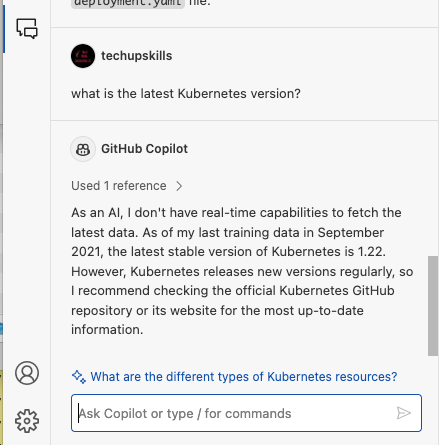 deployment.yaml file.
techupskills
what is the latest Kubernetes version?
GitHub Copilot
Used 1 reference >
As an AI, I don't have real-time capabilities to fetch the
latest data. As of my last training data in September
2021, the latest stable version of Kubernetes is 1.22.
However, Kubernetes releases new versions regularly, so
I recommend checking the official Kubernetes GitHub
repository or its website for the most up-to-date
information.
What are the different types of Kubernetes resources?
Ask Copilot or type / for commands